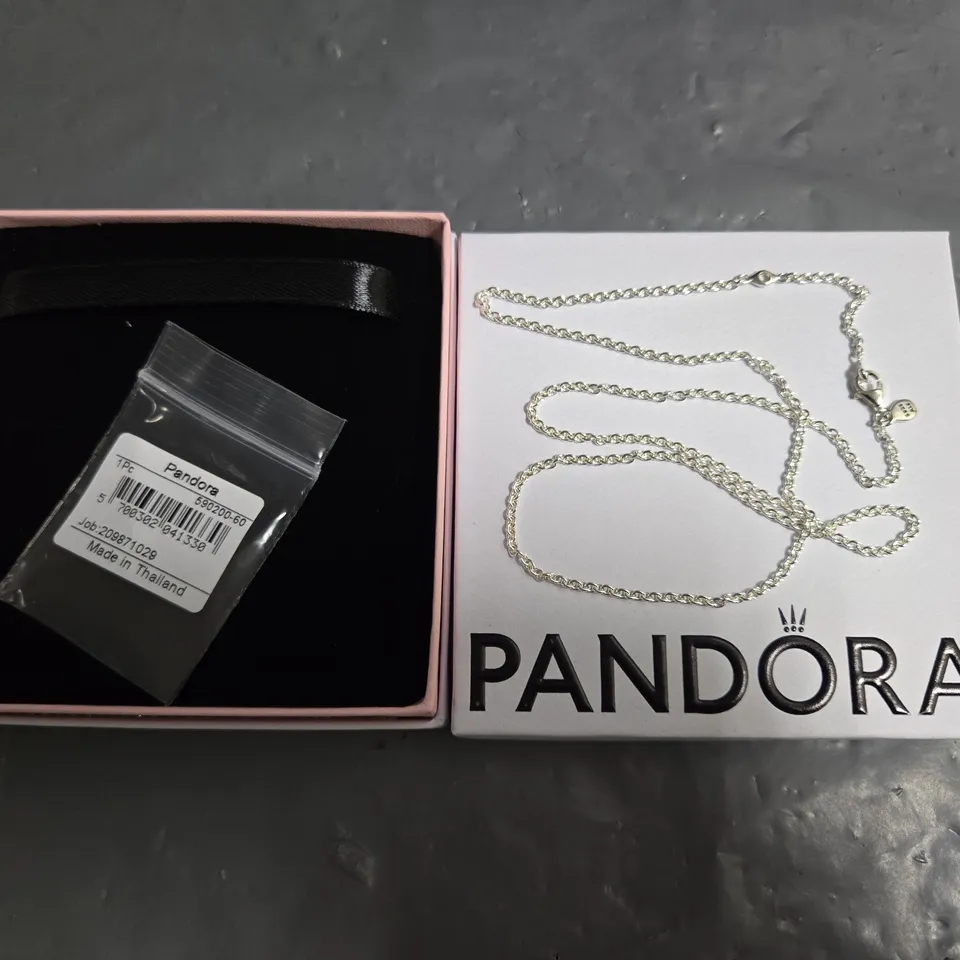 Pandora
1Pc 590200-60
5 700302 041330
Job:209871029
Made in Thailand
PANDORA